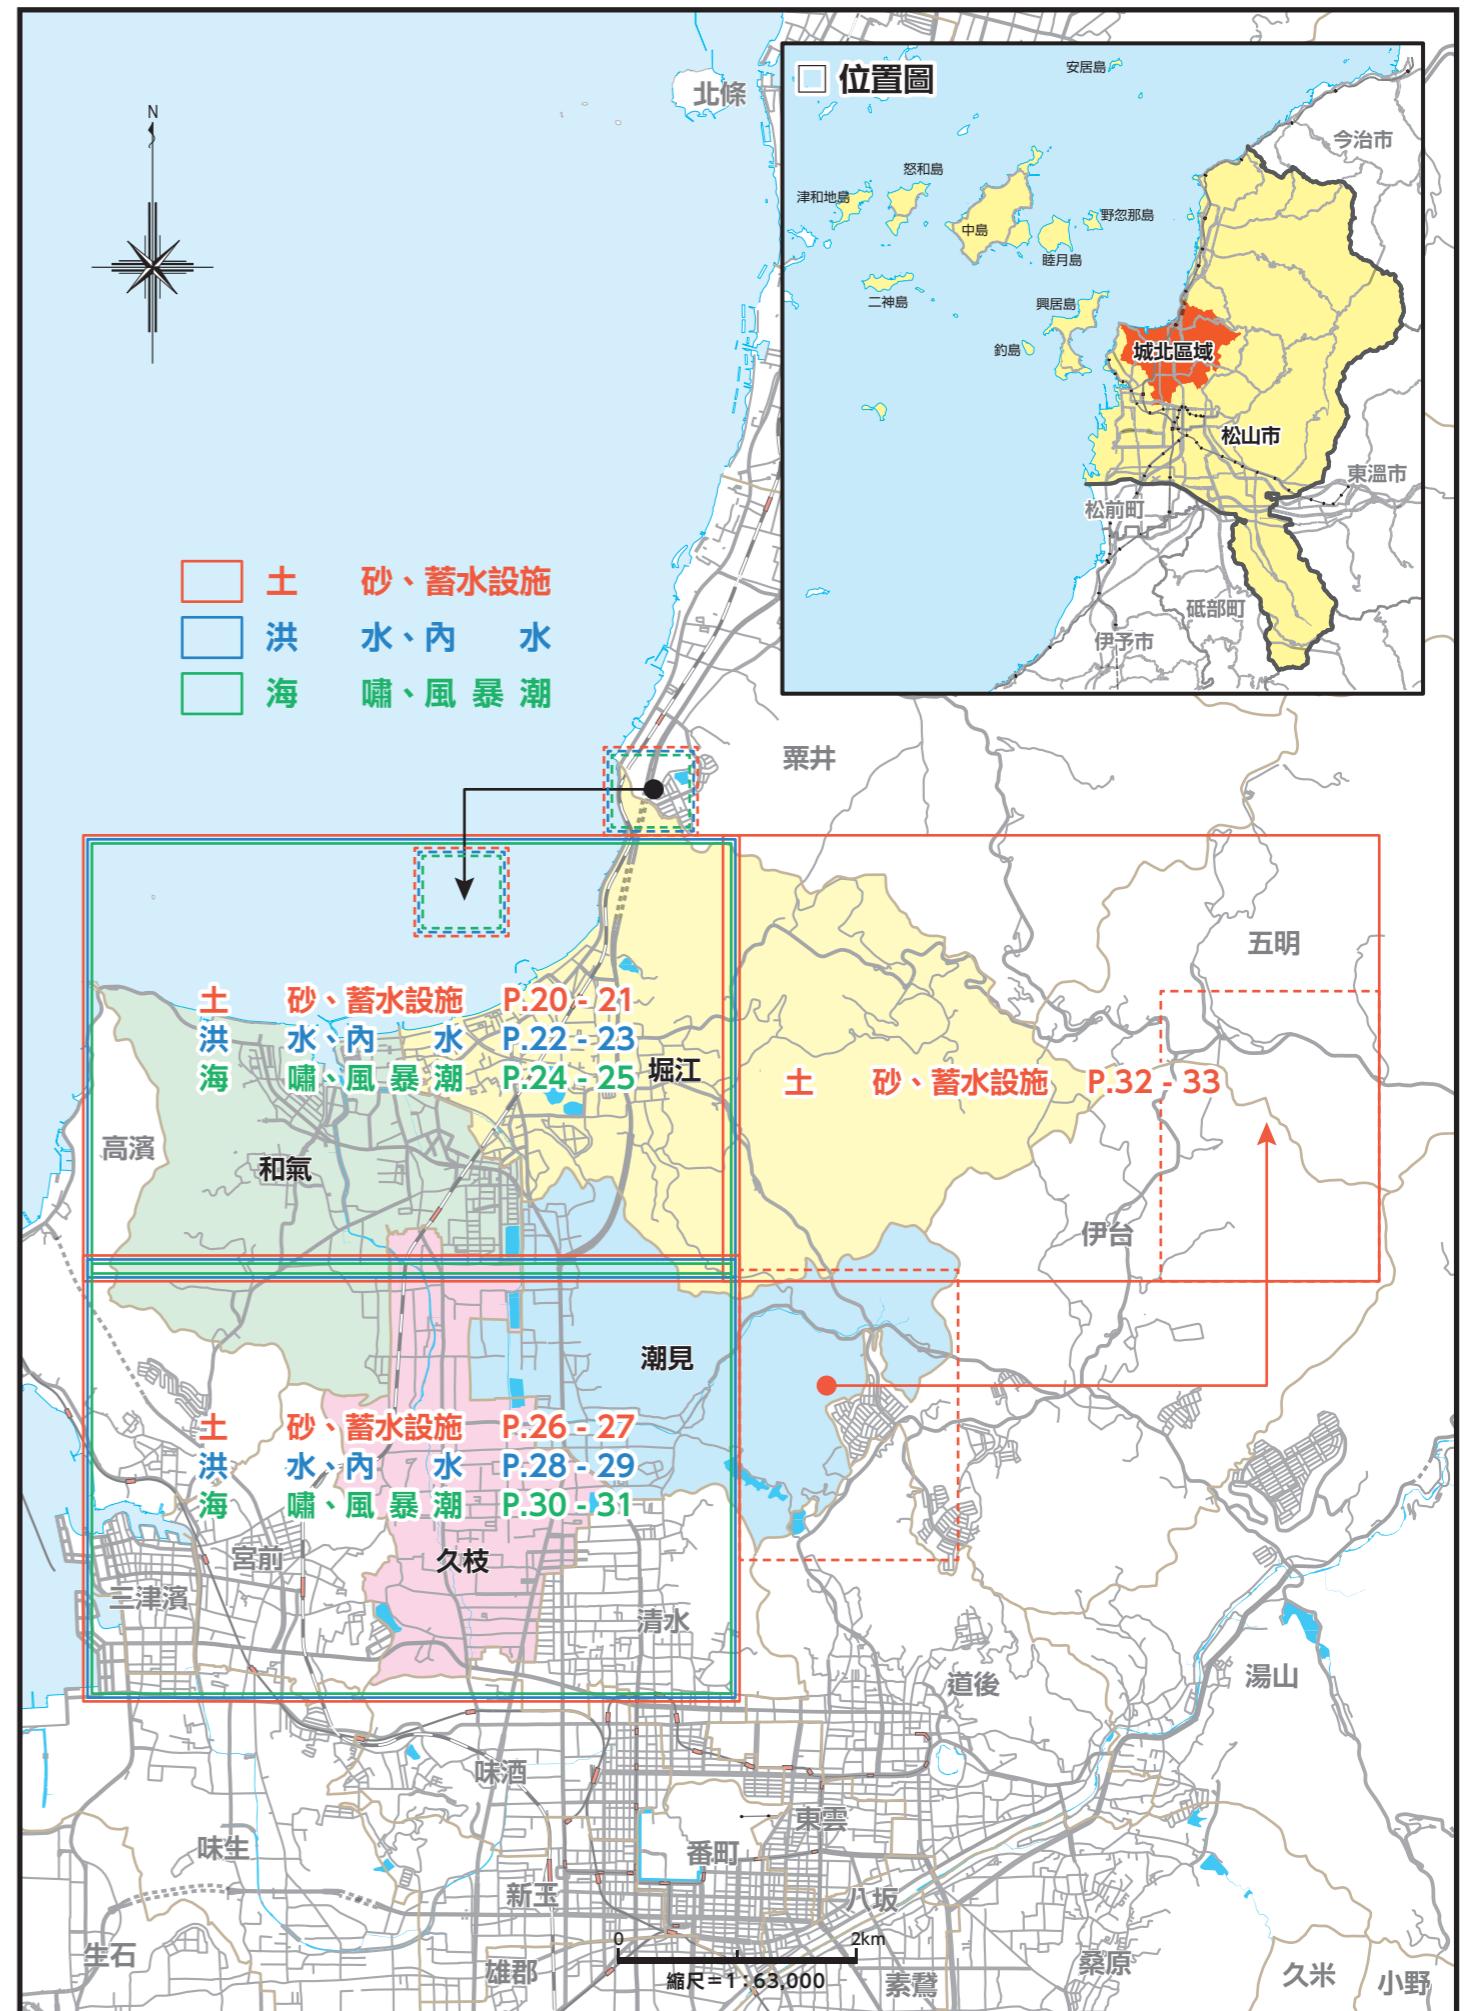 北條
N
位置圖
安居島
今治市
怒和島
津和地島
野忽那島
中島
睦月島
二神島
興居島
釣島
城北區域
松山市
東溫市
松前町
砥部町
伊予市
土 砂、蓄水設施
洪 水、內 水
海 嘯、風 暴 潮
粟井
五明
土 砂、蓄水設施 P.20 - 21
洪 水、內 水 P.22 - 23
海 嘯、風 暴 潮 P.24 - 25
堀江
土 砂、蓄水設施 P.32 - 33
高濱
和氣
伊台
潮見
土 砂、蓄水設施 P.26 - 27
洪 水、內 水 P.28 - 29
海 嘯、風 暴 潮 P.30 - 31
宮前
久枝
三津濱
清水
道後
湯山
味酒
東雲
味生
番町
新玉
八坂
0 2km
生石
雄郡
縮尺=1:63,000
素鵞
桑原
久米
小野